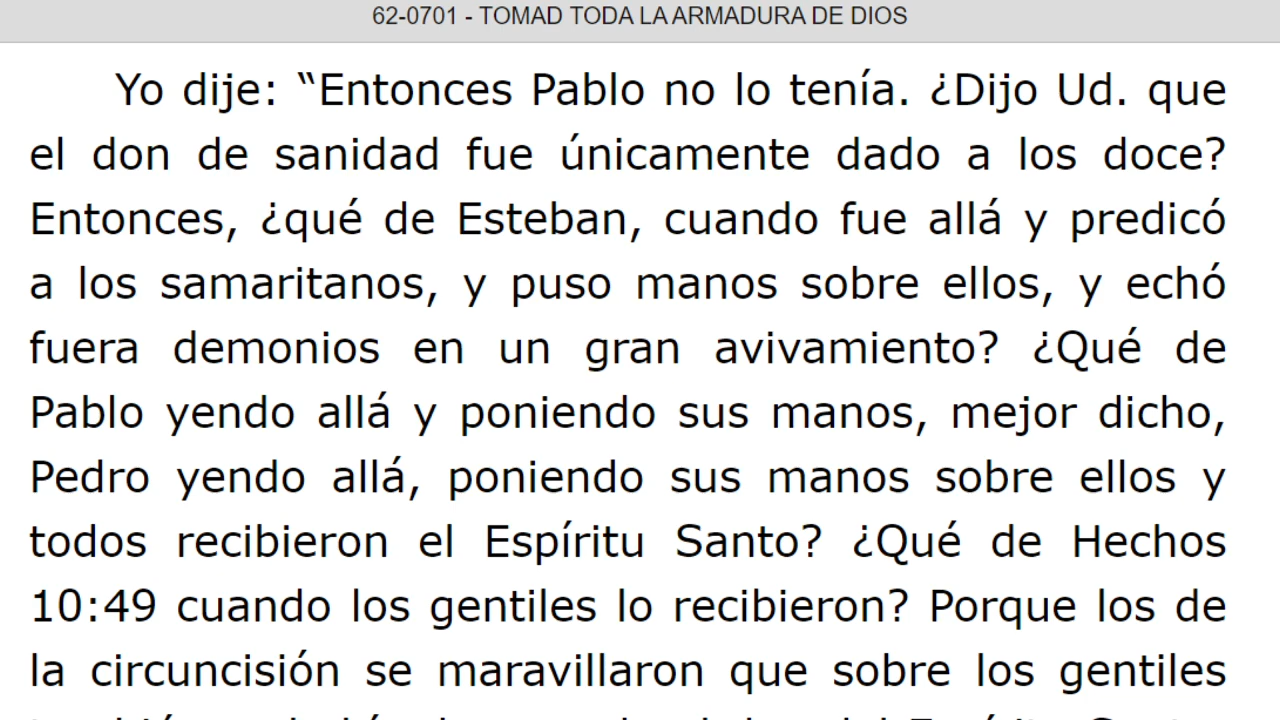 62-0701 - TOMAD TODA LA ARMADURA DE DIOS
Yo dije: “Entonces Pablo no lo tenía. ¿Dijo Ud. que
el don de sanidad fue únicamente dado a los doce?
Entonces, ¿qué de Esteban, cuando fue allá y predicó
a los samaritanos, y puso manos sobre ellos, y echó
fuera demonios en un gran avivamiento? ¿Qué de
Pablo yendo allá y poniendo sus manos, mejor dicho,
Pedro yendo allá, poniendo sus manos sobre ellos y
todos recibieron el Espíritu Santo? ¿Qué de Hechos
10:49 cuando los gentiles lo recibieron? Porque los de
la circuncisión se maravillaron que sobre los gentiles